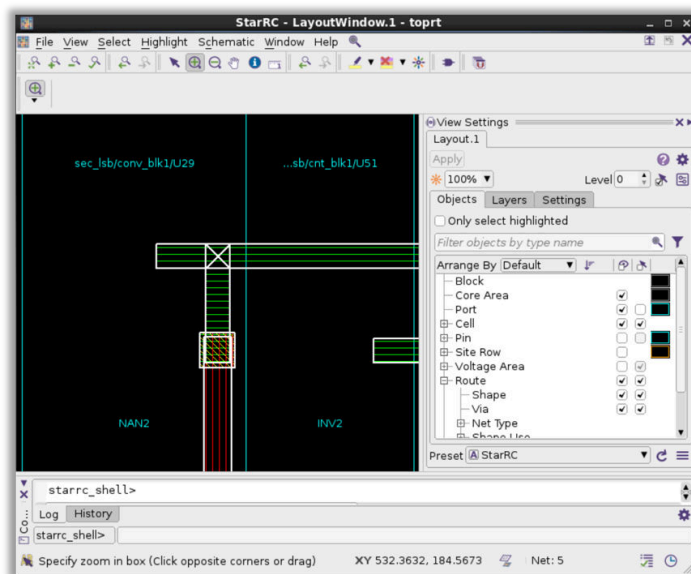 StarRC - LayoutWindow.1 - toprt
File View Select Highlight Schematic Window Help
View Settings
Layout.1
Apply
100% Level 0
Objects Layers Settings
Only select highlighted
Filter objects by type name
Arrange By Default
Block
Core Area
Port
Cell
Pin
Site Row
Voltage Area
Route
Shape
Via
Net Type
Shape Use
Preset StarRC
sec_lsb/conv_blk1/U29 ...sb/cnt_blk1/U51
NAN2 INV2
starrc_shell>
Log History
Co...
starrc_shell>
Specify zoom in box (Click opposite corners or drag) XY 532.3632, 184.5673 Net: 5